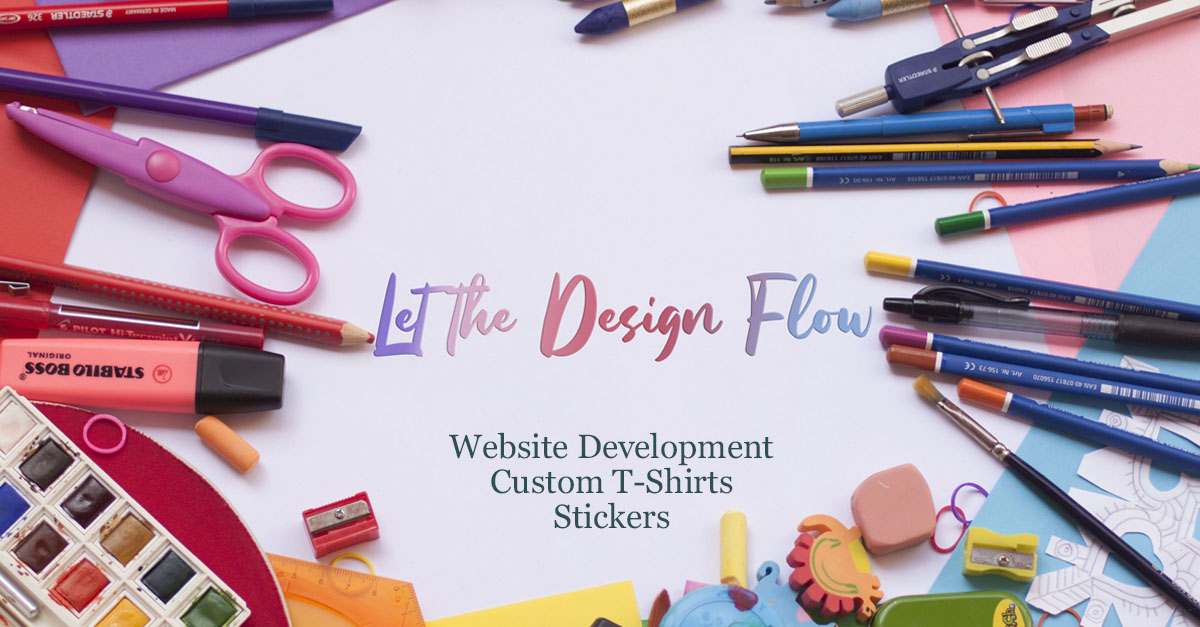 STAEDTLER 326
MADE IN GERMANY
STAEDTLER
Let the Design Flow
PILOT Hi-Tecpoint V
STABILO BOSS
ORIGINAL
Website Development
Custom T-Shirts
Stickers